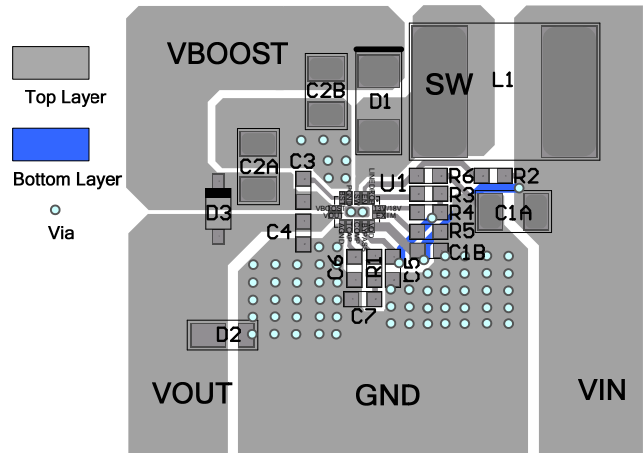 VBOOST
SW
L1
Top Layer
C2B
D1
Bottom Layer
C2A
C3
U1
R6
R2
R3
Via
D3
R4
C1A
C4
R5
C1B
C6
R1
C5
C7
D2
VOUT
GND
VIN